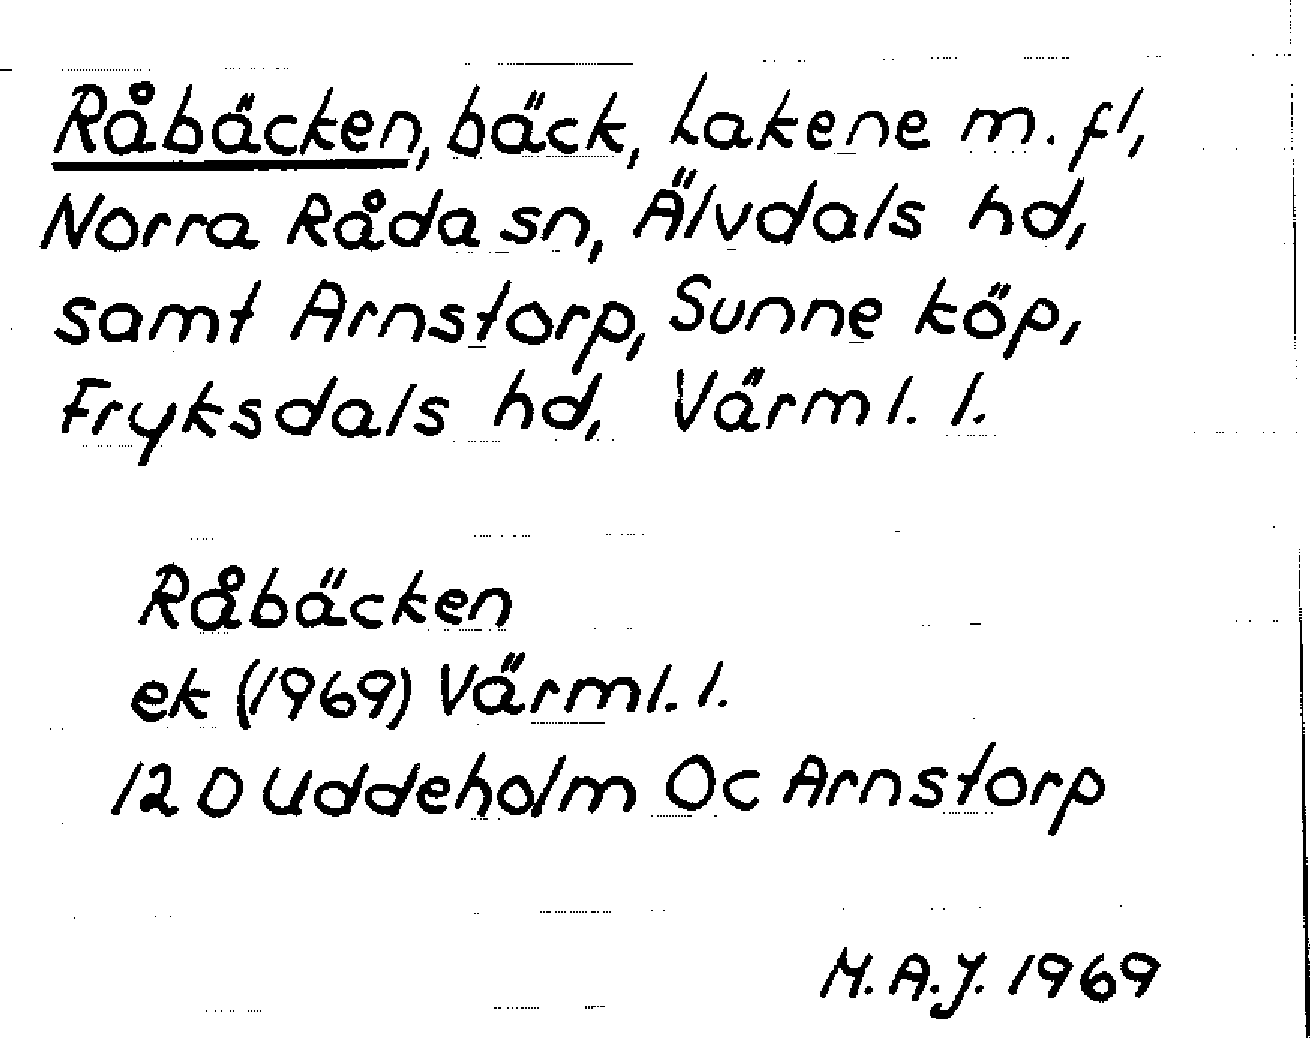 Råbäcken, bäck, Lakene m. fl,
Norra Råda sn, Älvdals hd,
samt Arnstorp, Sunne köp,
Fryksdals hd, Värml. l.
Råbäcken
ek (1969) Värml. l.
12 D Uddeholm Oc Arnstorp
M.A.J. 1969